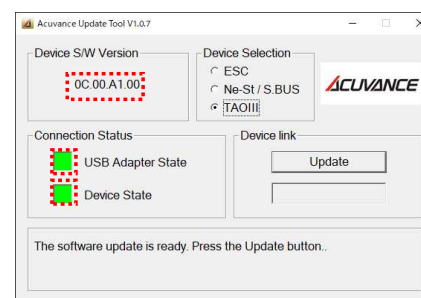 Acuvance Update Tool V1.0.7
Device S/W Version
0C.00.A1.00
Device Selection
ESC
Ne-St / S.BUS
TAOIII
ACUVANCE
Connection Status
USB Adapter State
Device State
Device link
Update
The software update is ready. Press the Update button..